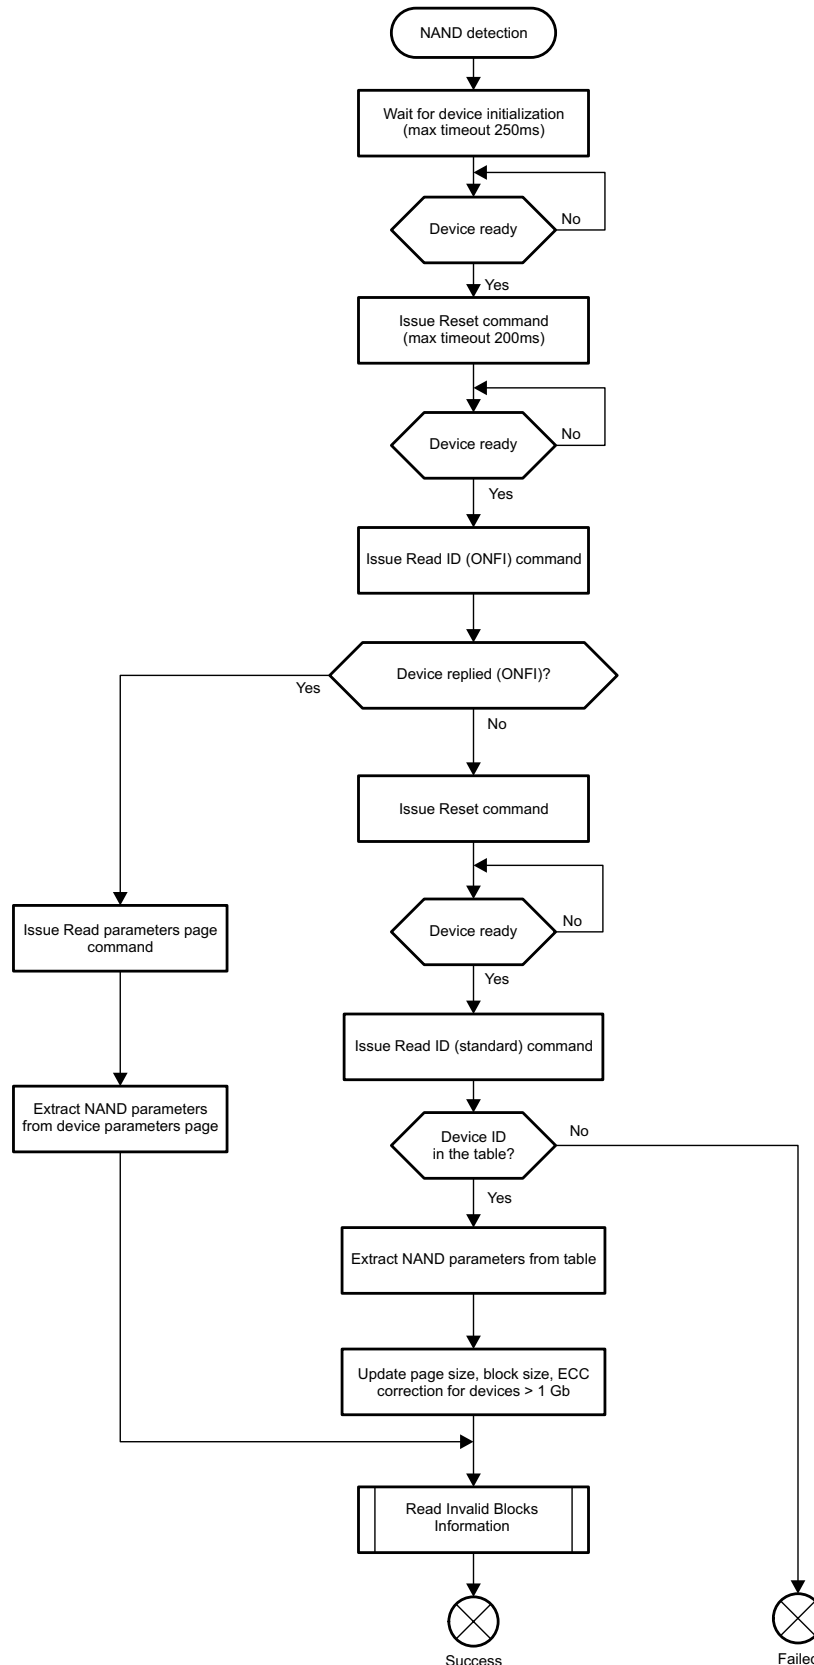 NAND detection
Wait for device initialization
(max timeout 250ms)
Device ready
No
Yes
Issue Reset command
(max timeout 200ms)
Device ready
No
Yes
Issue Read ID (ONFI) command
Device replied (ONFI)?
Yes
No
Issue Reset command
Issue Read parameters page
command
Device ready
No
Yes
Issue Read ID (standard) command
Extract NAND parameters
from device parameters page
Device ID
in the table?
No
Yes
Extract NAND parameters from table
Update page size, block size, ECC
correction for devices > 1 Gb
Read Invalid Blocks
Information
Success
Failed